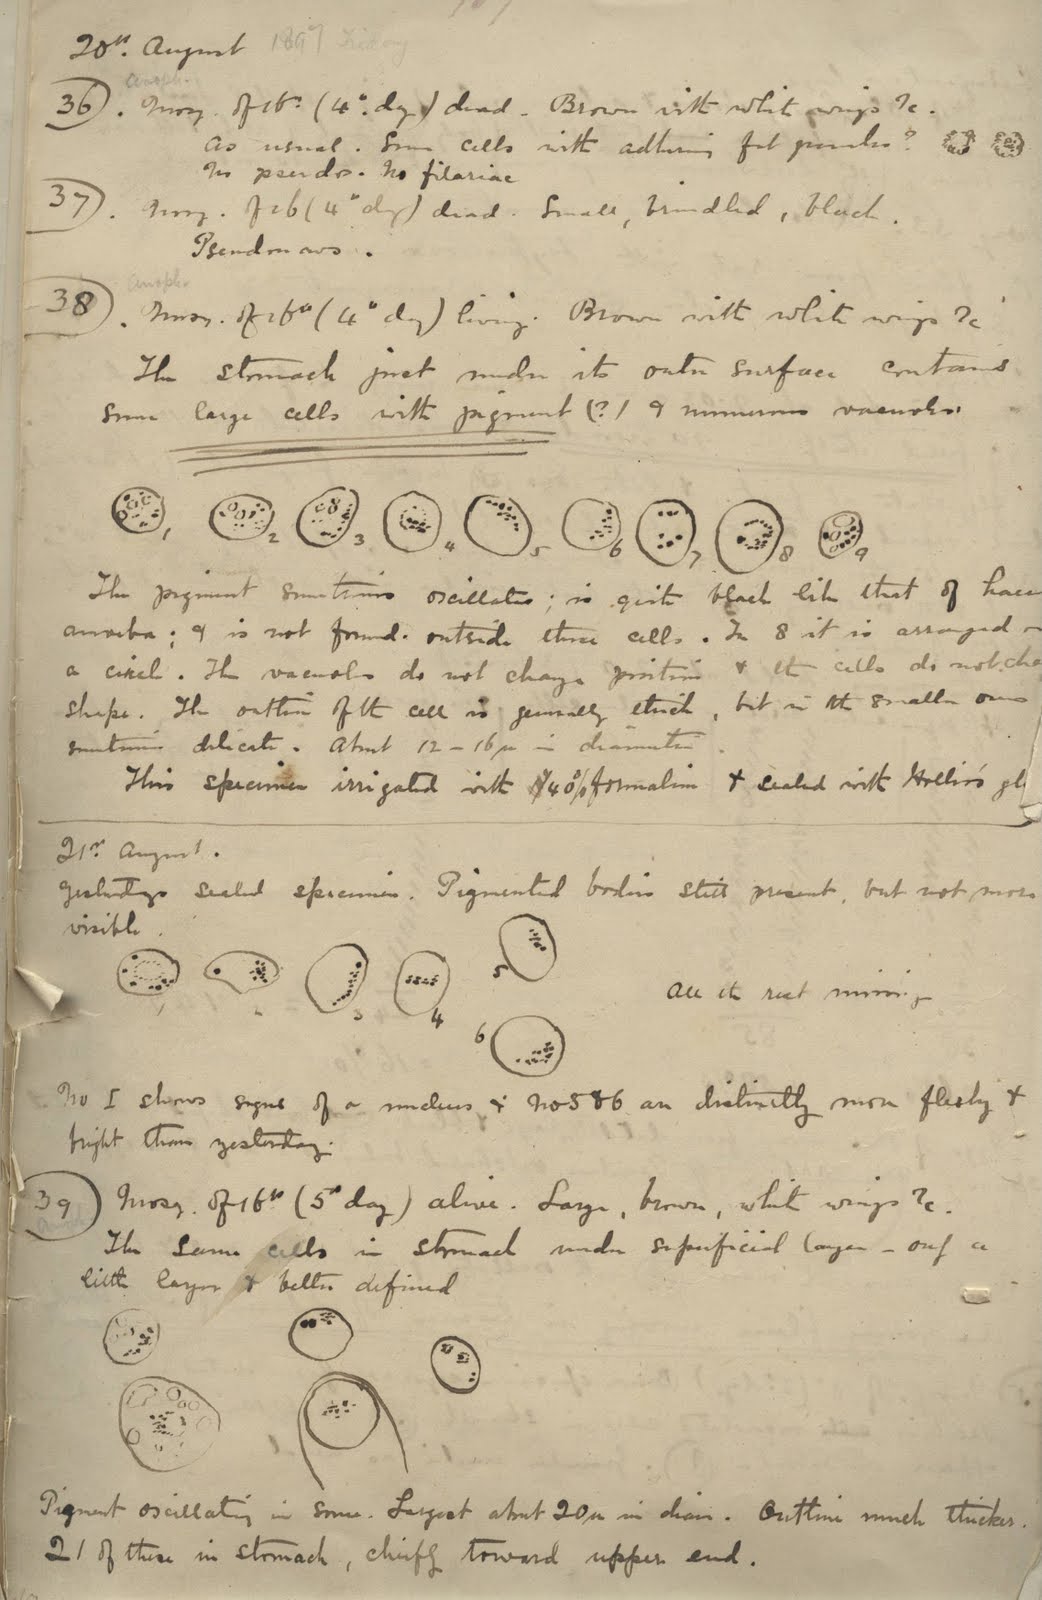 20th August 1897 Friday
Anoph.
36. Mosq. of 16th (4th day) dead. Brown with white wings &c.
As usual. Some cells with adhering fat granules?
No pseudos. No filariae
37. Mosq. of 16 (4th day) dead. Small, brindled, black.
Pseudonavs.
Anoph.
38. Mosq. of 16th (4th day) living. Brown with white wings &c
The stomach just under its outer surface contains
some large cells with pigment (?) & numerous vacuoles.
1 2 3 4 5 6 7 8 9
The pigment sometimes oscillates; is quite black like that of haem
amoeba; & is not found outside these cells. In 8 it is arranged in
a circle. The vacuoles do not change position & the cells do not cha
shape. The outline of the cell is generally thick, but in the smaller ones
sometimes delicate. About 12–16µ in diameter.
This specimen irrigated with 40% formalin & sealed with Hollis's gl
21st August.
Yesterdays sealed specimen. Pigmented bodies still present, but not more
visible.
1 2 3 4 5
All the rest missing
6
No 1 shows signs of a nucleus & No 5 & 6 are distinctly more fleshy &
bright than yesterday.
39 Mosq. of 16th (5th day) alive. Large, brown, white wings &c.
The same cells in stomach under superficial layer – only a
little larger & better defined
Pigment oscillating in some. Largest about 20µ in diam. Outline much thicker.
21 of these in stomach, chiefly toward upper end.